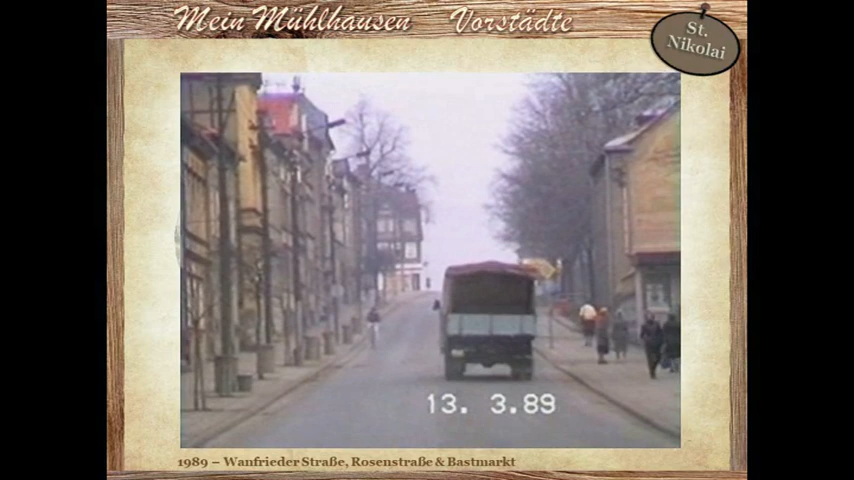 Mein Mühlhausen Vorstädte
St.
Nikolai
13. 3.89
1989 – Wanfrieder Straße, Rosenstraße & Bastmarkt